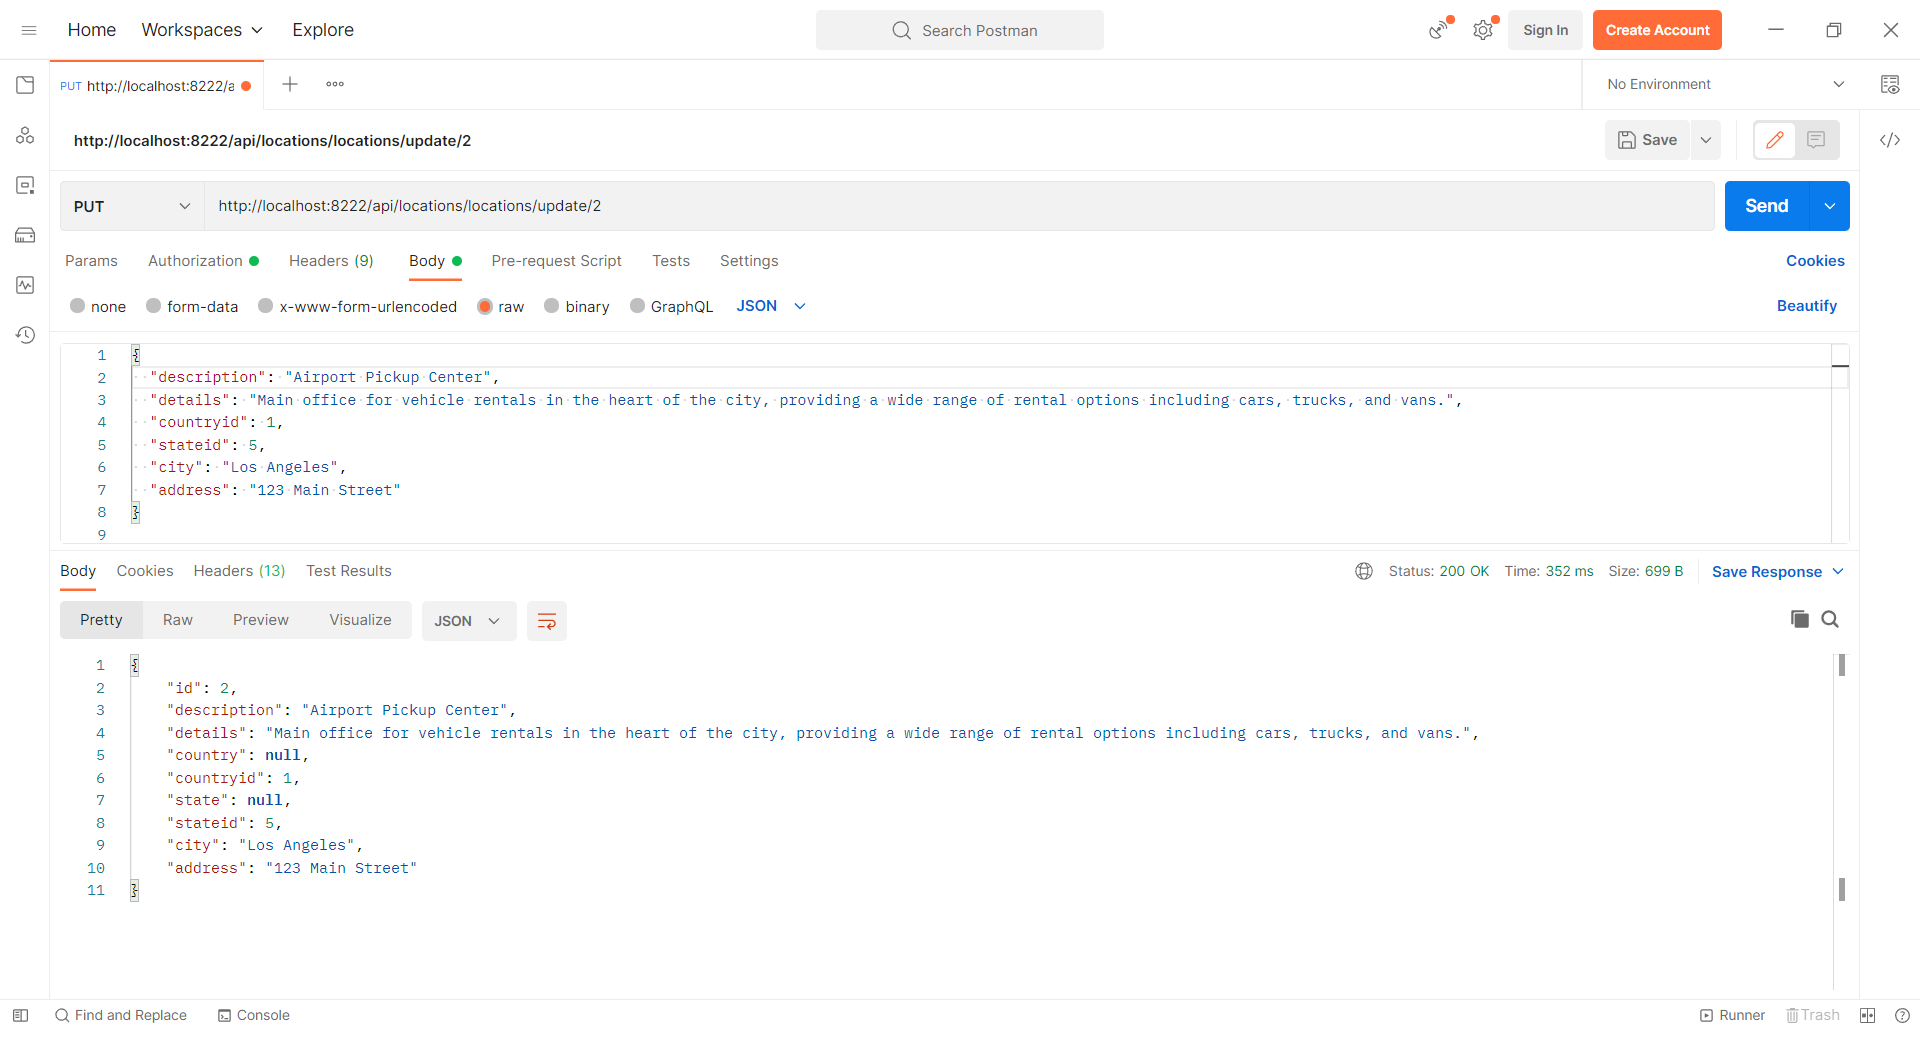 Home Workspaces Explore Search Postman Sign In Create Account
PUT http://localhost:8222/a No Environment
http://localhost:8222/api/locations/locations/update/2 Save
PUT http://localhost:8222/api/locations/locations/update/2 Send
Params Authorization Headers (9) Body Pre-request Script Tests Settings Cookies
none form-data x-www-form-urlencoded raw binary GraphQL JSON Beautify
1 {
2 "description": "Airport Pickup Center",
3 "details": "Main office for vehicle rentals in the heart of the city, providing a wide range of rental options including cars, trucks, and vans.",
4 "countryid": 1,
5 "stateid": 5,
6 "city": "Los Angeles",
7 "address": "123 Main Street"
8 }
9
Body Cookies Headers (13) Test Results Status: 200 OK Time: 352 ms Size: 699 B Save Response
Pretty Raw Preview Visualize JSON
1 {
2 "id": 2,
3 "description": "Airport Pickup Center",
4 "details": "Main office for vehicle rentals in the heart of the city, providing a wide range of rental options including cars, trucks, and vans.",
5 "country": null,
6 "countryid": 1,
7 "state": null,
8 "stateid": 5,
9 "city": "Los Angeles",
10 "address": "123 Main Street"
11 }
Find and Replace Console Runner Trash